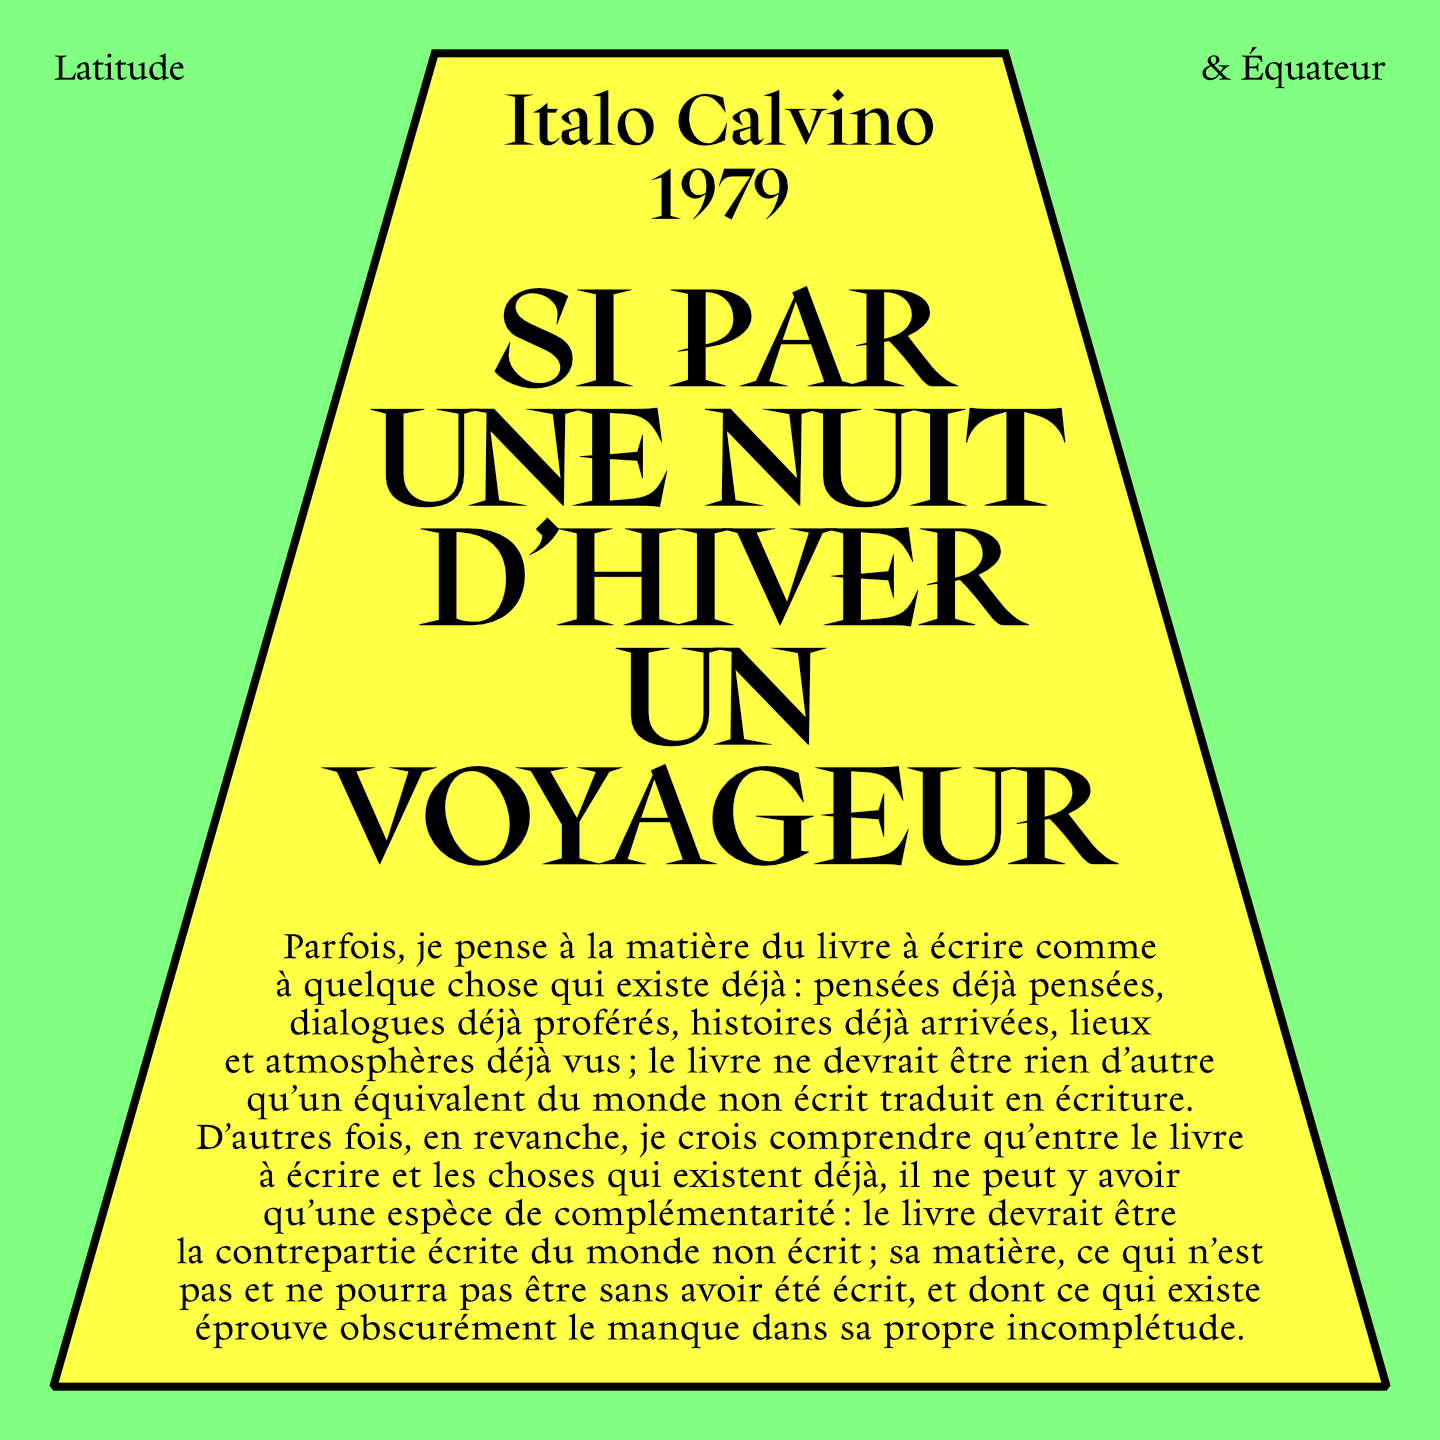 Latitude
& Équateur
Italo Calvino
1979
SI PAR
UNE NUIT
D’HIVER
UN
VOYAGEUR
Parfois, je pense à la matière du livre à écrire comme
à quelque chose qui existe déjà : pensées déjà pensées,
dialogues déjà proférés, histoires déjà arrivées, lieux
et atmosphères déjà vus ; le livre ne devrait être rien d’autre
qu’un équivalent du monde non écrit traduit en écriture.
D’autres fois, en revanche, je crois comprendre qu’entre le livre
à écrire et les choses qui existent déjà, il ne peut y avoir
qu’une espèce de complémentarité : le livre devrait être
la contrepartie écrite du monde non écrit ; sa matière, ce qui n’est
pas et ne pourra pas être sans avoir été écrit, et dont ce qui existe
éprouve obscurément le manque dans sa propre incomplétude.